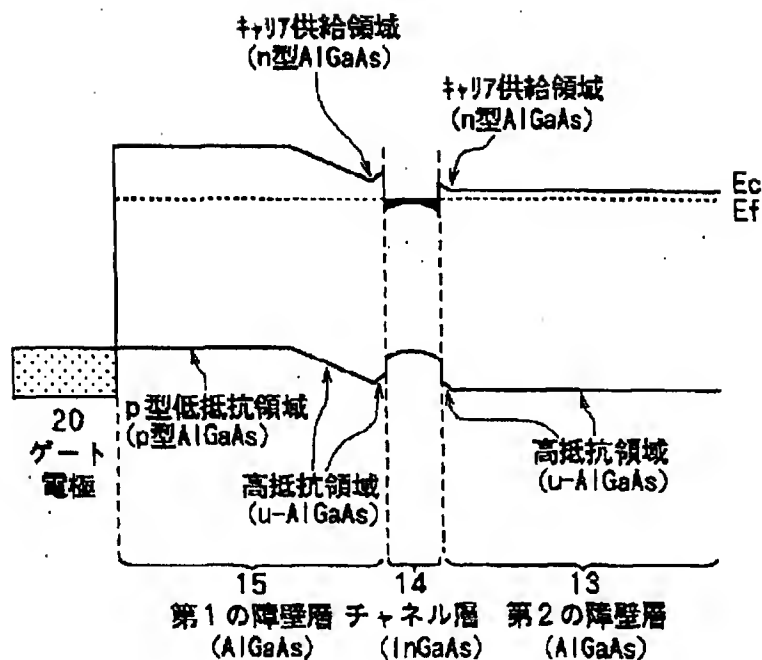 キャリア供給領域
(n型AlGaAs)
キャリア供給領域
(n型AlGaAs)
Ec
Ef
p型低抵抗領域
(p型AlGaAs)
20
ゲート
電極
高抵抗領域
(u-AlGaAs)
高抵抗領域
(u-AlGaAs)
15
第1の障壁層
(AlGaAs)
14
チャネル層
(InGaAs)
13
第2の障壁層
(AlGaAs)